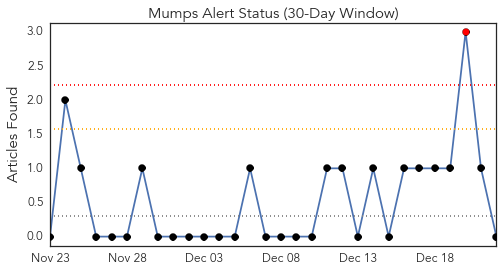 Mumps Alert Status (30-Day Window)
3.0
2.5
2.0
1.5
1.0
0.5
0.0
Articles Found
Nov 23 Nov 28 Dec 03 Dec 08 Dec 13 Dec 18